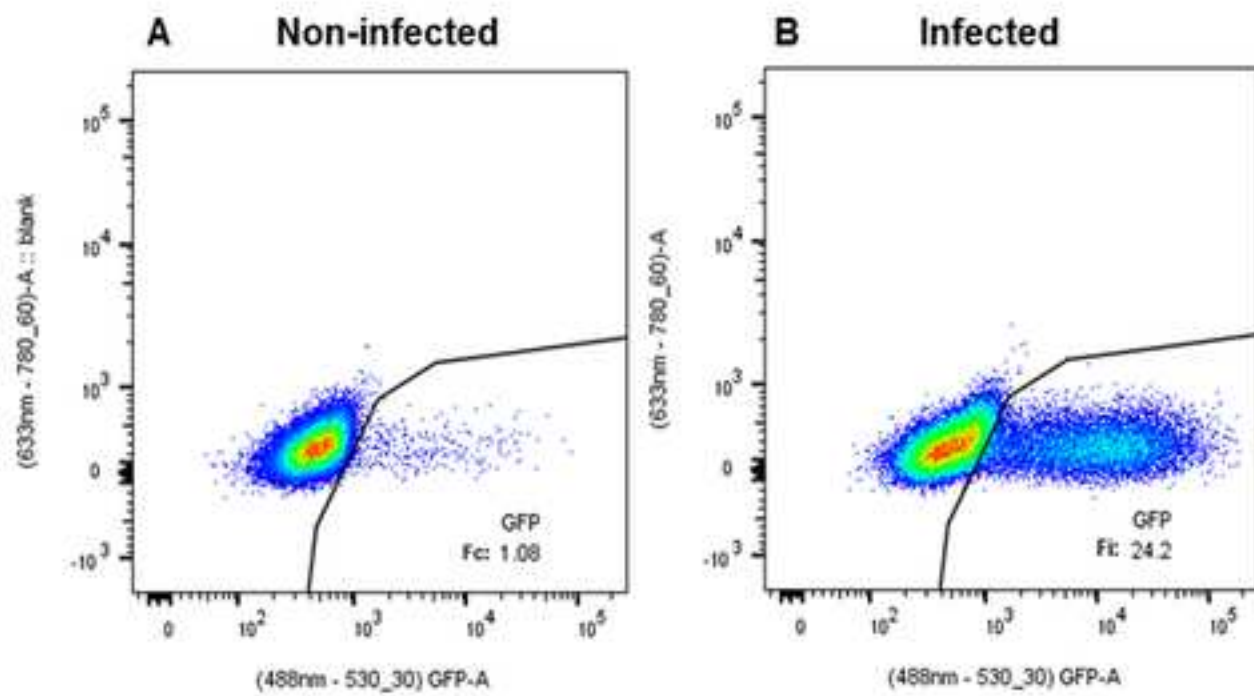 A Non-infected
(633nm - 780_60)-A :: blank
10^5
10^4
10^3
0
-10^3
GFP
Fc: 1.08
0 10^2 10^3 10^4 10^5
(488nm - 530_30) GFP-A
B Infected
(633nm - 780_60)-A
10^5
10^4
10^3
0
-10^3
GFP
Fi: 24.2
0 10^2 10^3 10^4 10^5
(488nm - 530_30) GFP-A